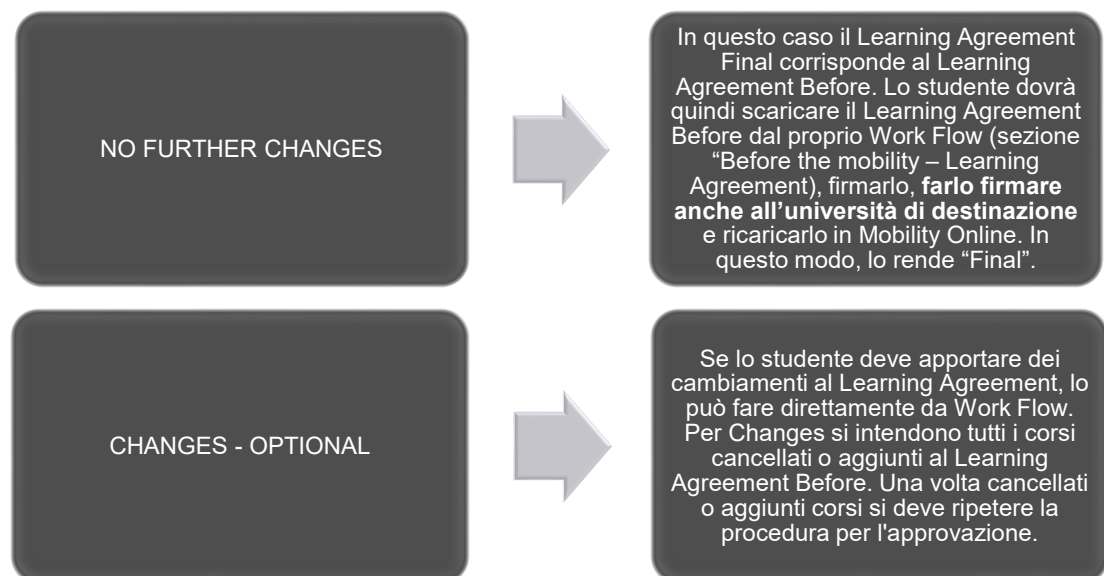 NO FURTHER CHANGES
In questo caso il Learning Agreement
Final corrisponde al Learning
Agreement Before. Lo studente dovrà
quindi scaricare il Learning Agreement
Before dal proprio Work Flow (sezione
“Before the mobility – Learning
Agreement), firmarlo, farlo firmare
anche all’università di destinazione
e ricaricarlo in Mobility Online. In
questo modo, lo rende “Final”.
CHANGES - OPTIONAL
Se lo studente deve apportare dei
cambiamenti al Learning Agreement, lo
può fare direttamente da Work Flow.
Per Changes si intendono tutti i corsi
cancellati o aggiunti al Learning
Agreement Before. Una volta cancellati
o aggiunti corsi si deve ripetere la
procedura per l'approvazione.